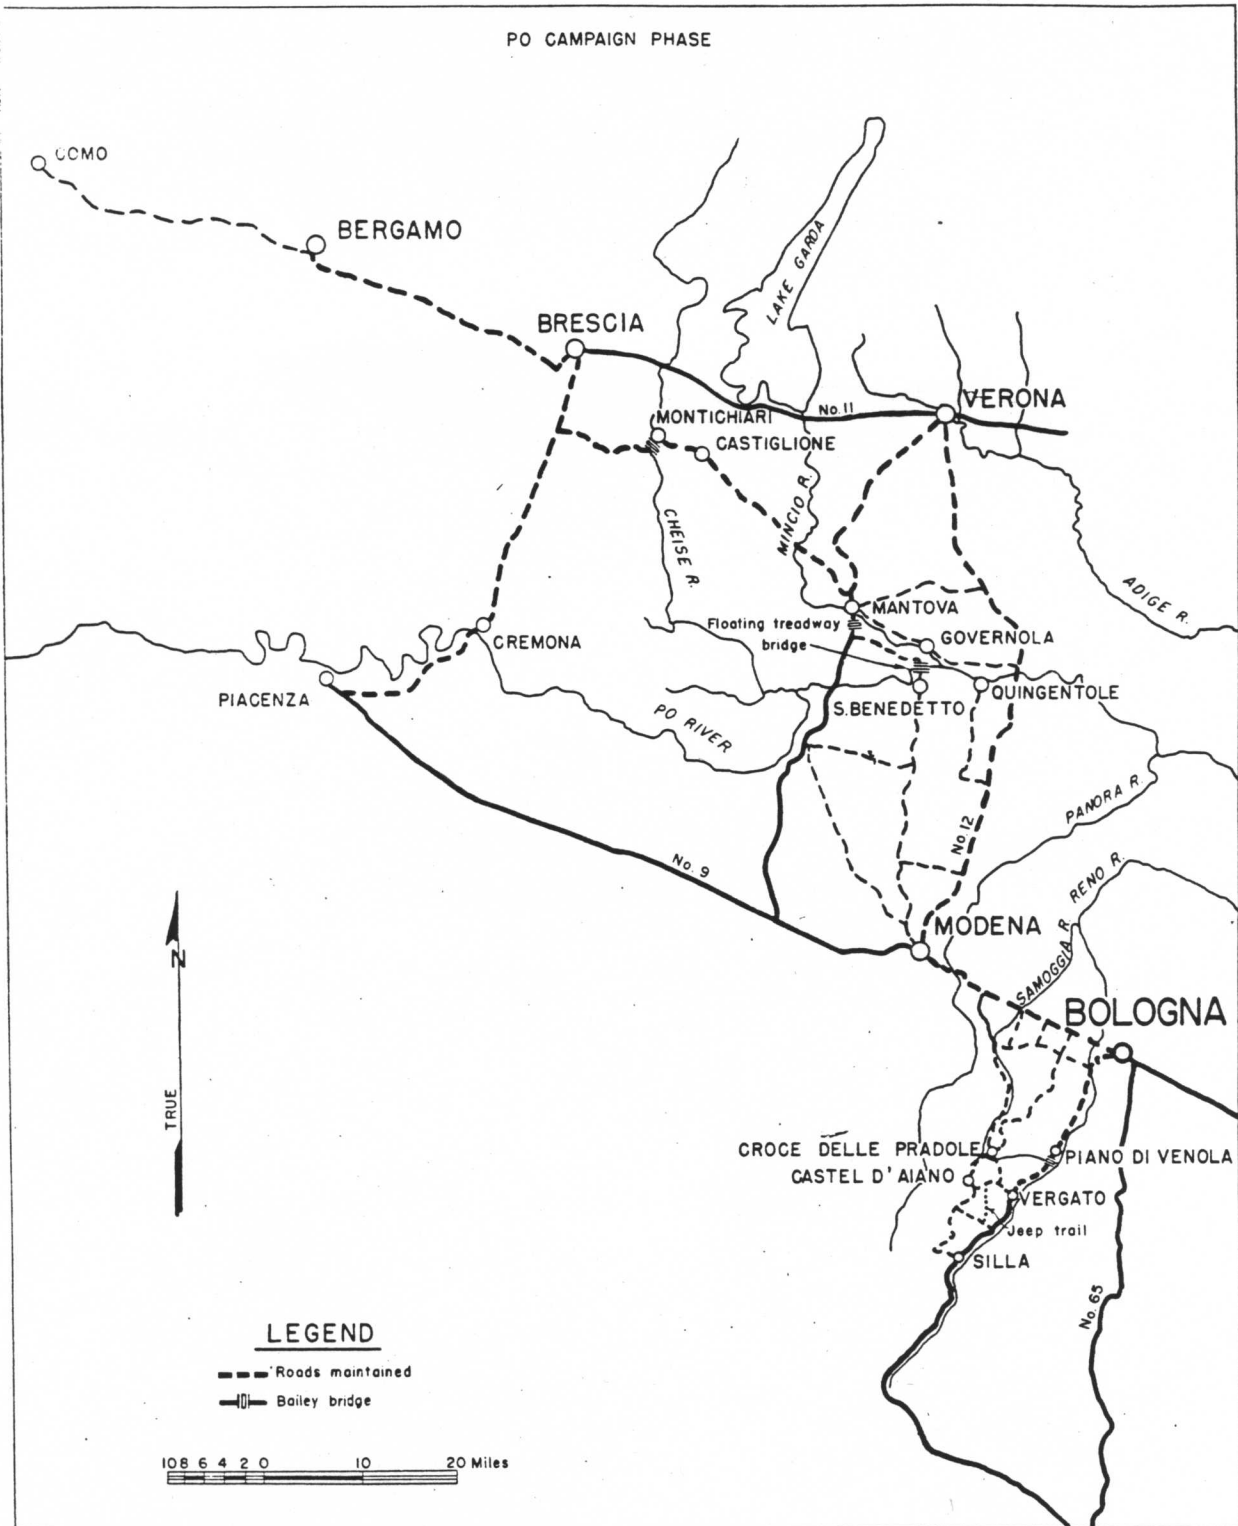 PO CAMPAIGN PHASE
COMO
BERGAMO
LAKE GARDA
BRESCIA
VERONA
No. 11
MONTICHIARI
CASTIGLIONE
MINCIO R.
CHEISE R.
ADIGE R.
MANTOVA
Floating treadway
bridge
GOVERNOLA
CREMONA
PIACENZA
QUINGENTOLE
S. BENEDETTO
PO RIVER
PANORA R.
No. 12
No. 9
RENO R.
MODENA
SAMOGGIA R.
BOLOGNA
N
TRUE
CROCE DELLE PRADOLE
PIANO DI VENOLA
CASTEL D'AIANO
VERGATO
Jeep trail
SILLA
No. 65
LEGEND
Roads maintained
Bailey bridge
10 8 6 4 2 0 10 20 Miles